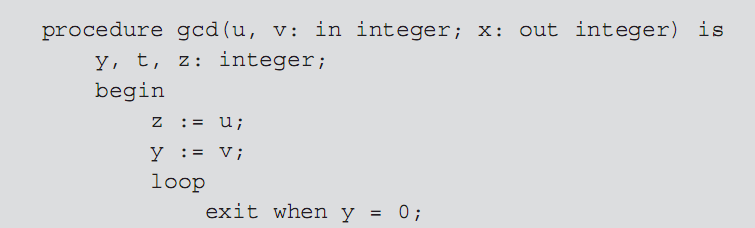 procedure gcd(u, v: in integer; x: out integer) is
y, t, z: integer;
begin
z := u;
y := v;
loop
exit when y = 0;